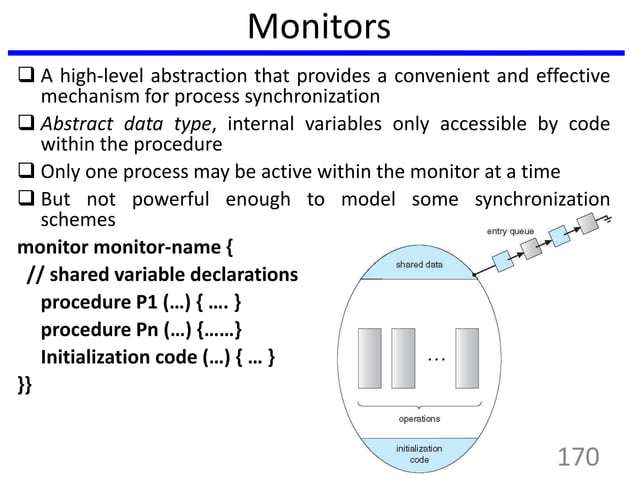 Monitors
❑ A high-level abstraction that provides a convenient and effective
mechanism for process synchronization
❑ Abstract data type, internal variables only accessible by code
within the procedure
❑ Only one process may be active within the monitor at a time
❑ But not powerful enough to model some synchronization
schemes
monitor monitor-name {
// shared variable declarations
procedure P1 (…) { …. }
procedure Pn (…) {……}
Initialization code (…) { … }
}}
entry queue
shared data
…
operations
initialization
code
170